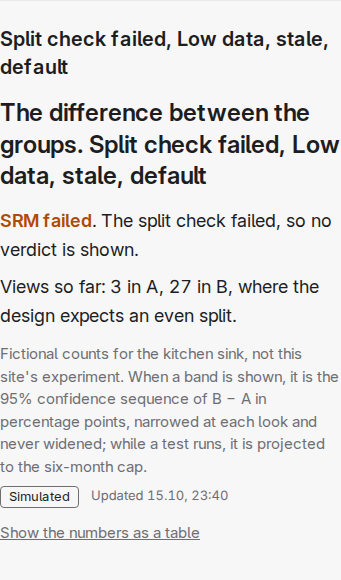 Split check failed, Low data, stale,
default
The difference between the
groups. Split check failed, Low
data, stale, default
SRM failed. The split check failed, so no
verdict is shown.
Views so far: 3 in A, 27 in B, where the
design expects an even split.
Fictional counts for the kitchen sink, not this
site's experiment. When a band is shown, it is the
95% confidence sequence of B − A in
percentage points, narrowed at each look and
never widened; while a test runs, it is projected
to the six-month cap.
Simulated Updated 15.10, 23:40
Show the numbers as a table